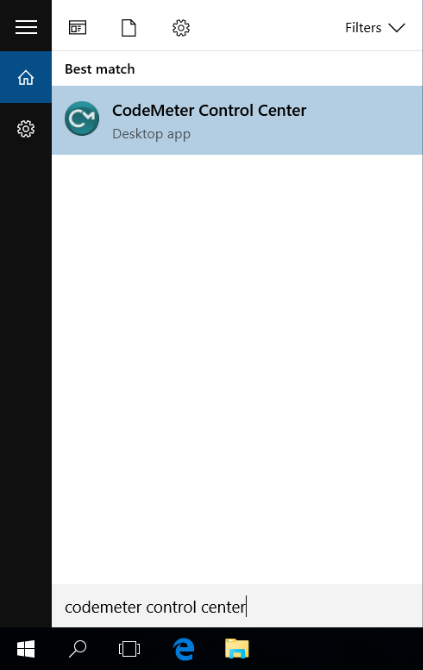 Filters
Best match
CodeMeter Control Center
Desktop app
codemeter control center